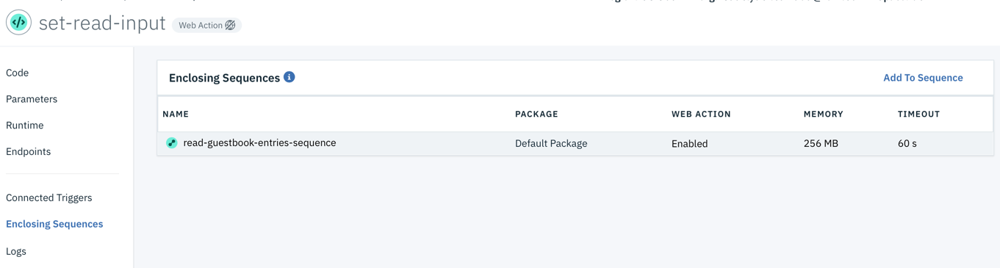 set-read-input Web Action
Code
Parameters
Runtime
Endpoints
Connected Triggers
Enclosing Sequences
Logs
Enclosing Sequences
Add To Sequence
NAME PACKAGE WEB ACTION MEMORY TIMEOUT
read-guestbook-entries-sequence Default Package Enabled 256 MB 60 s